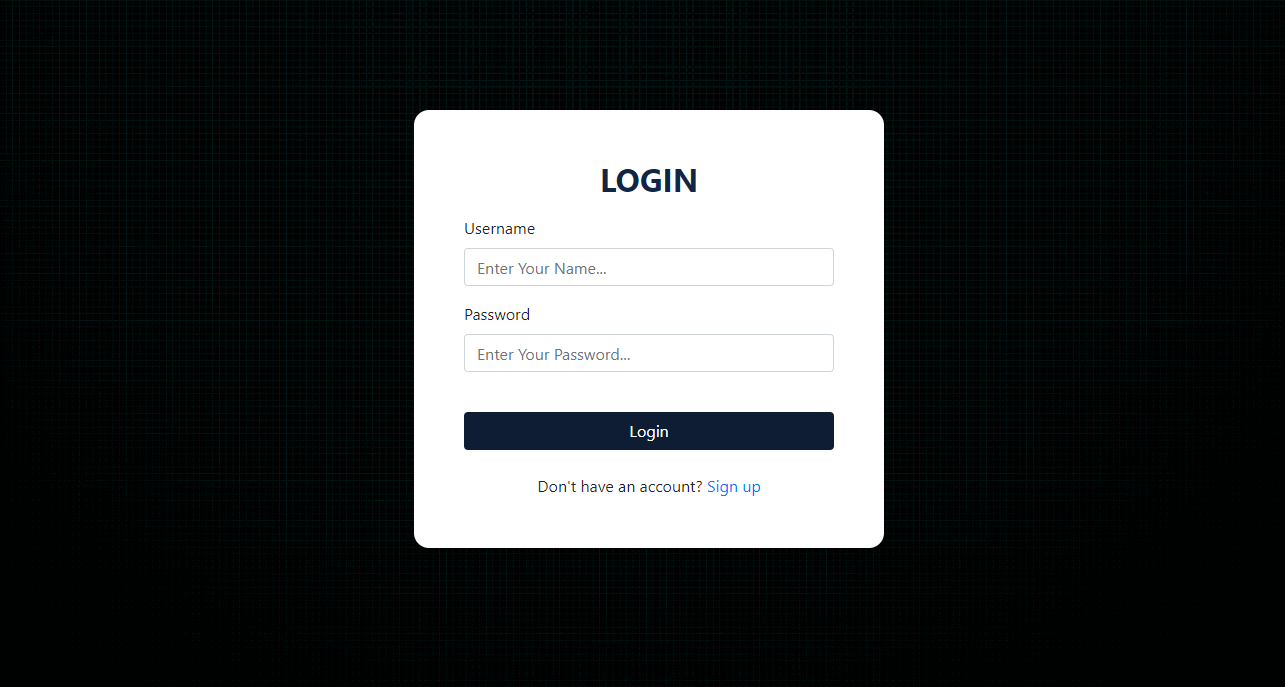 LOGIN
Username
Enter Your Name...
Password
Enter Your Password...
Login
Don't have an account? Sign up